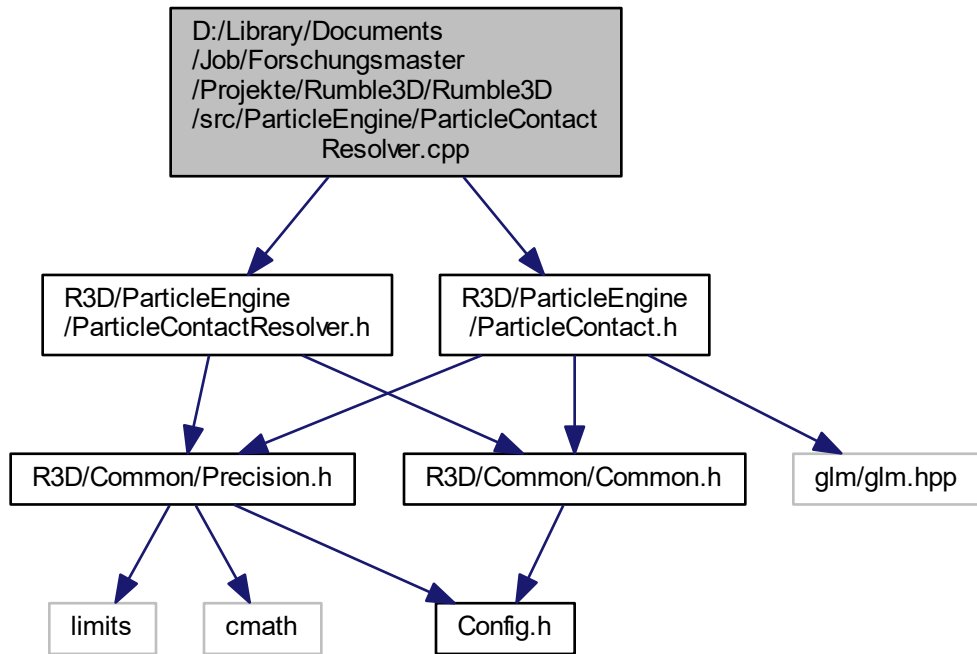 D:/Library/Documents
/Job/Forschungsmaster
/Projekte/Rumble3D/Rumble3D
/src/ParticleEngine/ParticleContact
Resolver.cpp
R3D/ParticleEngine
/ParticleContactResolver.h
R3D/ParticleEngine
/ParticleContact.h
R3D/Common/Precision.h
R3D/Common/Common.h
glm/glm.hpp
limits
cmath
Config.h